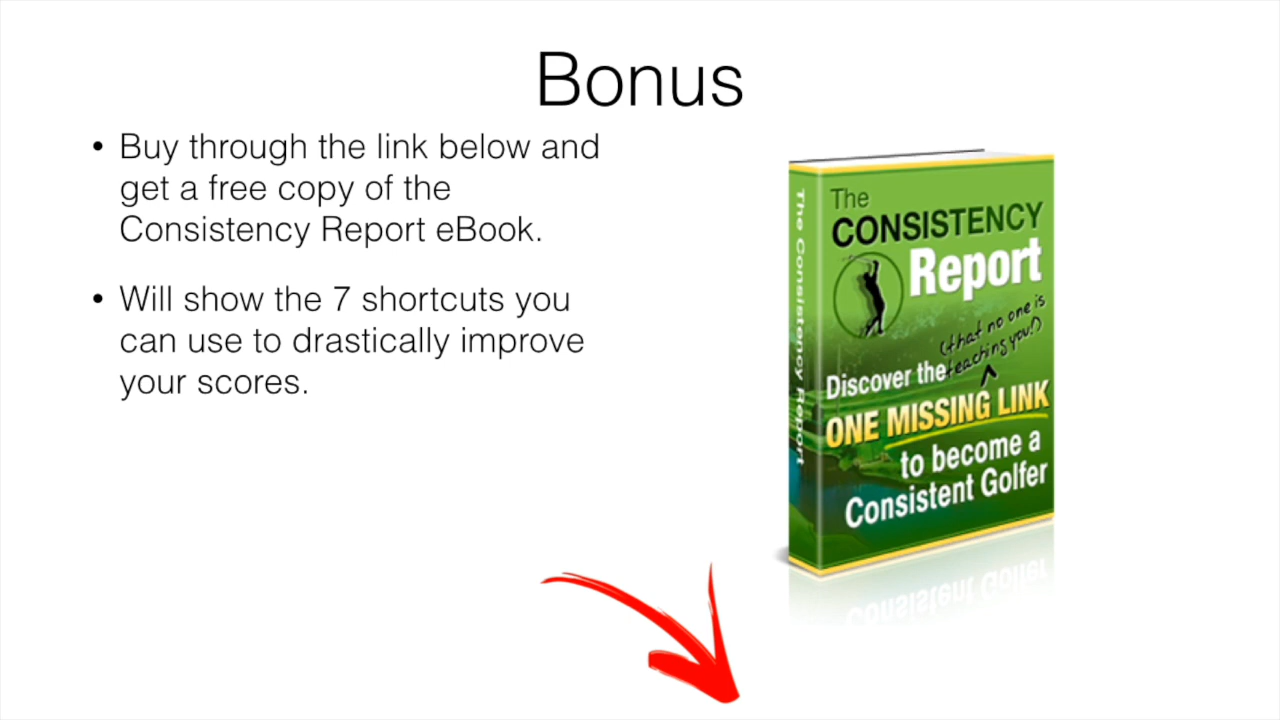 Bonus
• Buy through the link below and
get a free copy of the
Consistency Report eBook.
• Will show the 7 shortcuts you
can use to drastically improve
your scores.
The Consistency Report
The
CONSISTENCY
Report
(that no one is
teaching you!)
Discover the
ONE MISSING LINK
to become a
Consistent Golfer
Consistent Golfer